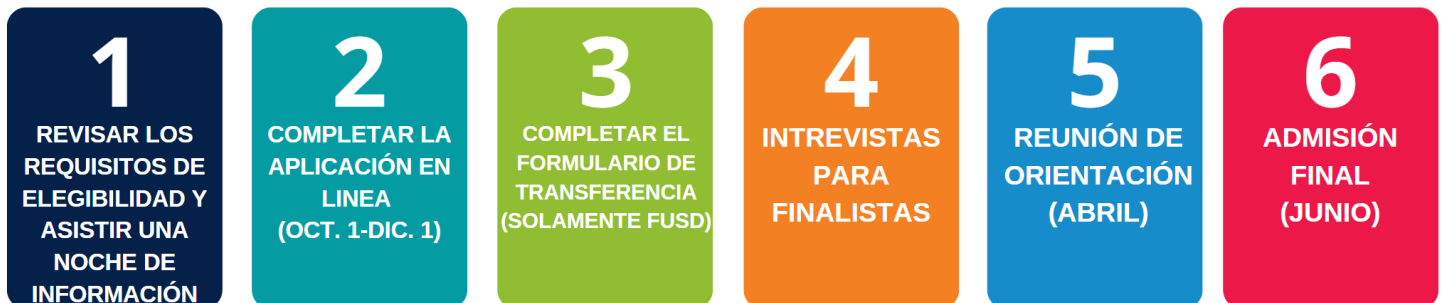 1
REVISAR LOS
REQUISITOS DE
ELEGIBILIDAD Y
ASISTIR UNA
NOCHE DE
INFORMACIÓN
2
COMPLETAR LA
APLICACIÓN EN
LINEA
(OCT. 1-DIC. 1)
3
COMPLETAR EL
FORMULARIO DE
TRANSFERENCIA
(SOLAMENTE FUSD)
4
INTREVISTAS
PARA
FINALISTAS
5
REUNIÓN DE
ORIENTACIÓN
(ABRIL)
6
ADMISIÓN
FINAL
(JUNIO)